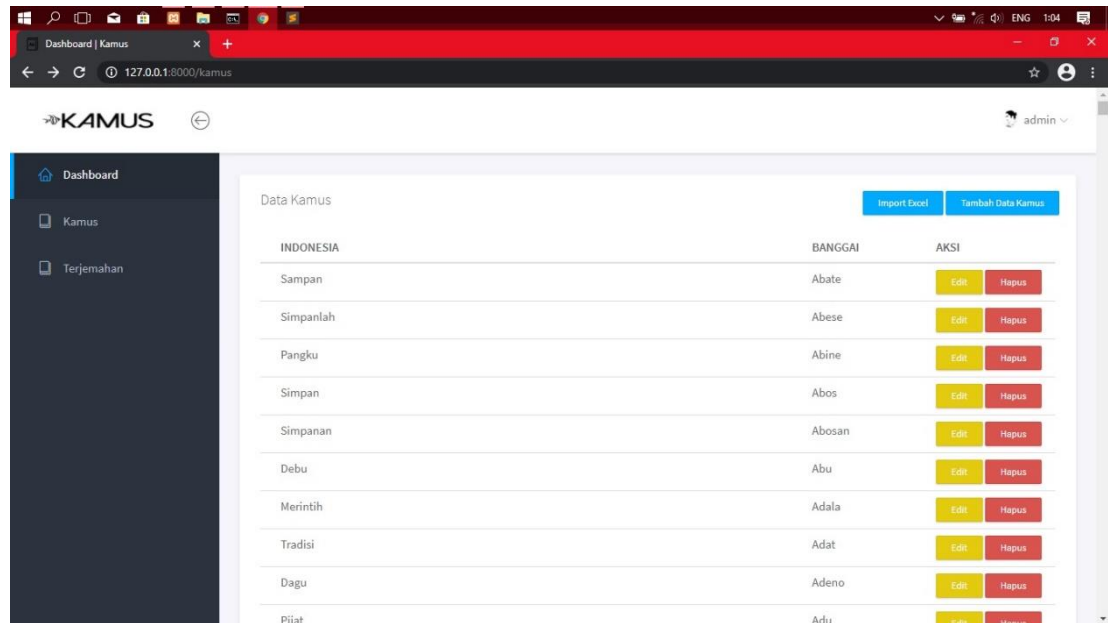 ENG 1:04
Dashboard | Kamus
127.0.0.1:8000/kamus
KAMUS
admin
Dashboard
Kamus
Terjemahan
Data Kamus
Import Excel Tambah Data Kamus
INDONESIA BANGGAI AKSI
Sampan Abate Edit Hapus
Simpanlah Abese Edit Hapus
Pangku Abine Edit Hapus
Simpan Abos Edit Hapus
Simpanan Abosan Edit Hapus
Debu Abu Edit Hapus
Merintih Adala Edit Hapus
Tradisi Adat Edit Hapus
Dagu Adeno Edit Hapus
Pijat Adu Edit Hapus